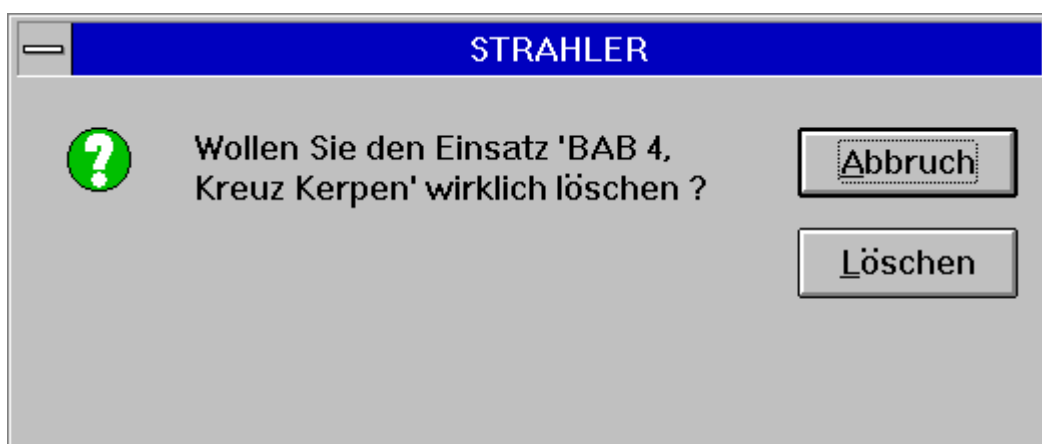 STRAHLER
Wollen Sie den Einsatz 'BAB 4,
Kreuz Kerpen' wirklich löschen ?
Abbruch
Löschen